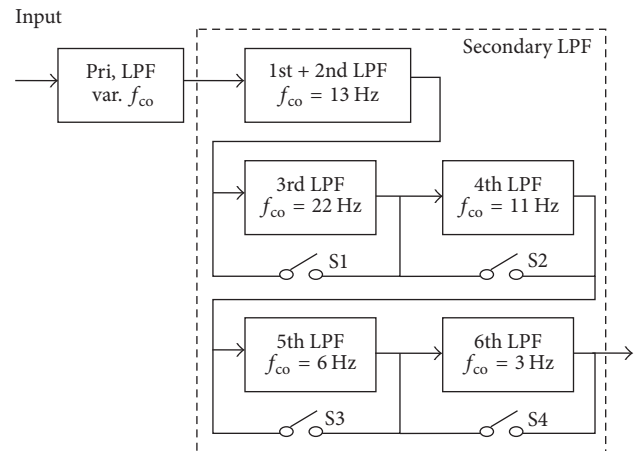 Input
Secondary LPF
Pri, LPF
var. f_co
1st + 2nd LPF
f_co = 13 Hz
3rd LPF
f_co = 22 Hz
4th LPF
f_co = 11 Hz
S1
S2
5th LPF
f_co = 6 Hz
6th LPF
f_co = 3 Hz
S3
S4